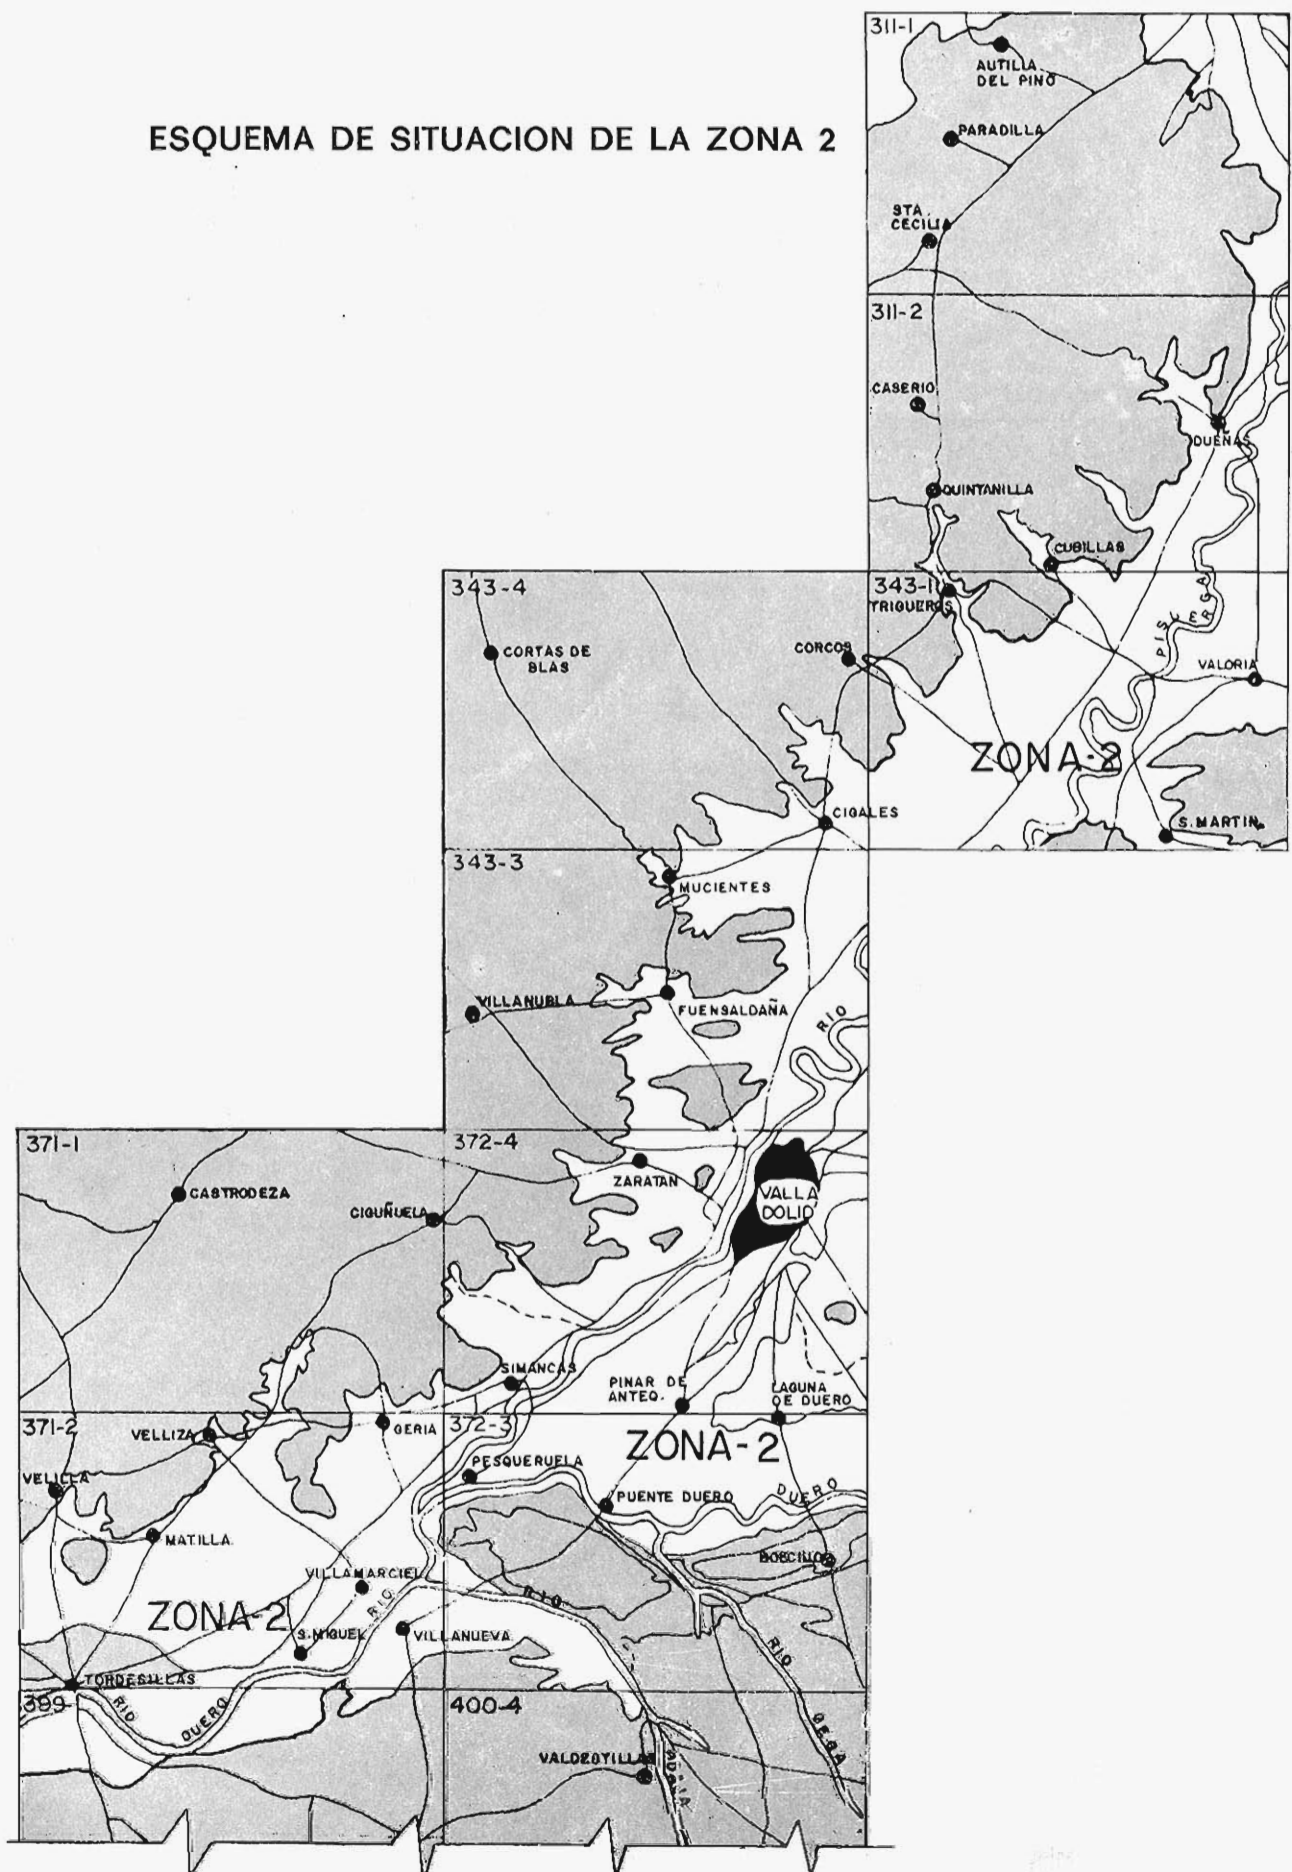 ESQUEMA DE SITUACION DE LA ZONA 2
311-1
AUTILLA
DEL PINO
PARADILLA
STA.
CECILIA
311-2
CASERIO
DUEÑAS
QUINTANILLA
CUBILLAS
343-4
343-1
TRIGUEROS
PISUERGA
CORTAS DE
BLAS
CORCOS
VALORIA
ZONA-2
CIGALES
S. MARTIN
343-3
MUCIENTES
VILLANUBLA
FUENSALDAÑA
RIO
371-1
372-4
ZARATAN
CASTRODEZA
CIGUÑUELA
VALLA
DOLID
SIMANCAS
PINAR DE
ANTEQ.
LAGUNA
DE DUERO
371-2
VELLIZA
GERIA
372-3
ZONA-2
PESQUERUELA
VELILLA
PUENTE DUERO
DUERO
MATILLA
BOECILLO
VILLAMARCIEL
RIO
RIO
ZONA-2
S. MIGUEL
VILLANUEVA
RIO
TORDESILLAS
399-
RIO
DUERO
400-4
CEGA
VALDESTILLAS
ADAJA